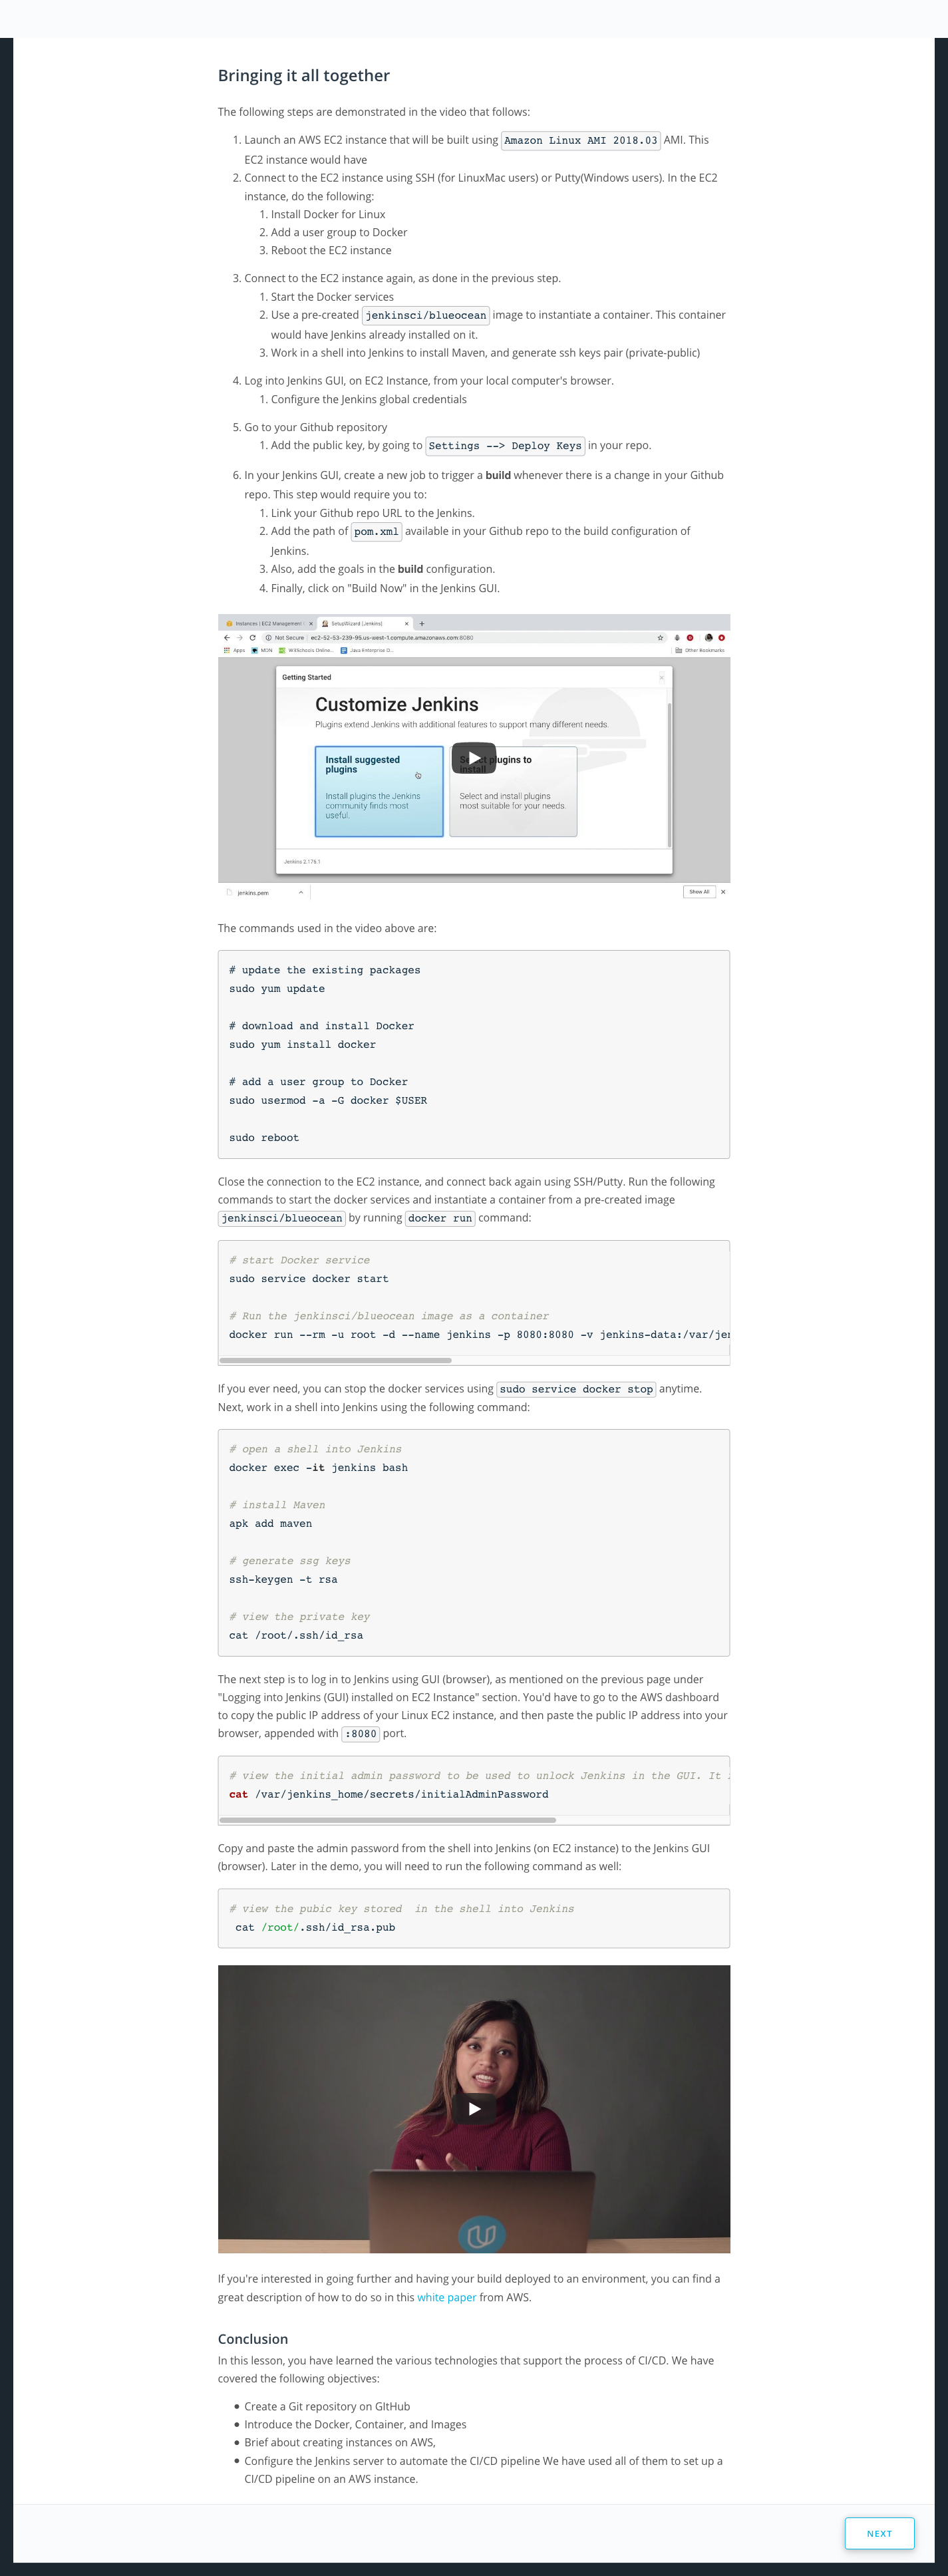 Bringing it all together
The following steps are demonstrated in the video that follows:
1. Launch an AWS EC2 instance that will be built using Amazon Linux AMI 2018.03 AMI. This
EC2 instance would have
2. Connect to the EC2 instance using SSH (for LinuxMac users) or Putty(Windows users). In the EC2
instance, do the following:
1. Install Docker for Linux
2. Add a user group to Docker
3. Reboot the EC2 instance
3. Connect to the EC2 instance again, as done in the previous step.
1. Start the Docker services
2. Use a pre-created jenkinsci/blueocean image to instantiate a container. This container
would have Jenkins already installed on it.
3. Work in a shell into Jenkins to install Maven, and generate ssh keys pair (private-public)
4. Log into Jenkins GUI, on EC2 Instance, from your local computer's browser.
1. Configure the Jenkins global credentials
5. Go to your Github repository
1. Add the public key, by going to Settings --> Deploy Keys in your repo.
6. In your Jenkins GUI, create a new job to trigger a build whenever there is a change in your Github
repo. This step would require you to:
1. Link your Github repo URL to the Jenkins.
2. Add the path of pom.xml available in your Github repo to the build configuration of
Jenkins.
3. Also, add the goals in the build configuration.
4. Finally, click on "Build Now" in the Jenkins GUI.
Instances | EC2 Management SetupWizard [Jenkins]
Not Secure ec2-52-53-239-95.us-west-1.compute.amazonaws.com:8080
Apps MDN W3Schools Online... Java Enterprise D... Other Bookmarks
Getting Started
Customize Jenkins
Plugins extend Jenkins with additional features to support many different needs.
Install suggested plugins to
plugins install
Install plugins the Jenkins Select and install plugins
community finds most most suitable for your needs.
useful.
Jenkins 2.176.1
jenkins.pem Show All
The commands used in the video above are:
# update the existing packages
sudo yum update
# download and install Docker
sudo yum install docker
# add a user group to Docker
sudo usermod -a -G docker $USER
sudo reboot
Close the connection to the EC2 instance, and connect back again using SSH/Putty. Run the following
commands to start the docker services and instantiate a container from a pre-created image
jenkinsci/blueocean by running docker run command:
# start Docker service
sudo service docker start
# Run the jenkinsci/blueocean image as a container
docker run --rm -u root -d --name jenkins -p 8080:8080 -v jenkins-data:/var/jen
If you ever need, you can stop the docker services using sudo service docker stop anytime.
Next, work in a shell into Jenkins using the following command:
# open a shell into Jenkins
docker exec -it jenkins bash
# install Maven
apk add maven
# generate ssg keys
ssh-keygen -t rsa
# view the private key
cat /root/.ssh/id_rsa
The next step is to log in to Jenkins using GUI (browser), as mentioned on the previous page under
"Logging into Jenkins (GUI) installed on EC2 Instance" section. You'd have to go to the AWS dashboard
to copy the public IP address of your Linux EC2 instance, and then paste the public IP address into your
browser, appended with :8080 port.
# view the initial admin password to be used to unlock Jenkins in the GUI. It
cat /var/jenkins_home/secrets/initialAdminPassword
Copy and paste the admin password from the shell into Jenkins (on EC2 instance) to the Jenkins GUI
(browser). Later in the demo, you will need to run the following command as well:
# view the pubic key stored  in the shell into Jenkins
cat /root/.ssh/id_rsa.pub
If you're interested in going further and having your build deployed to an environment, you can find a
great description of how to do so in this white paper from AWS.
Conclusion
In this lesson, you have learned the various technologies that support the process of CI/CD. We have
covered the following objectives:
Create a Git repository on GItHub
Introduce the Docker, Container, and Images
Brief about creating instances on AWS,
Configure the Jenkins server to automate the CI/CD pipeline We have used all of them to set up a
CI/CD pipeline on an AWS instance.
NEXT